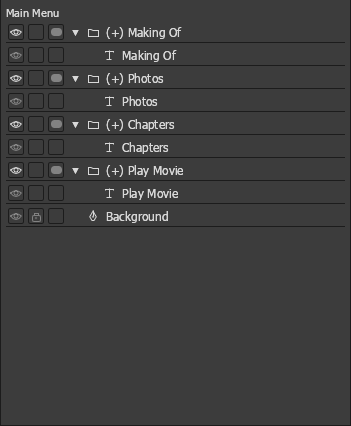 Main Menu
(+) Making Of
Making Of
(+) Photos
Photos
(+) Chapters
Chapters
(+) Play Movie
Play Movie
Background